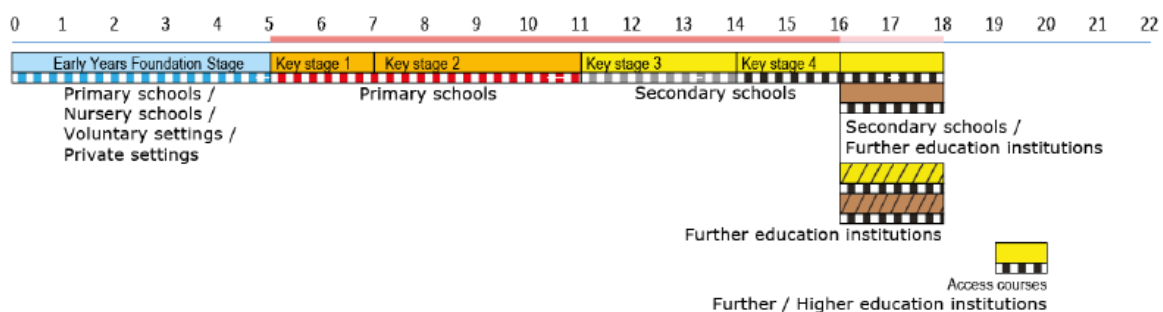 0 1 2 3 4 5 6 7 8 9 10 11 12 13 14 15 16 17 18 19 20 21 22
Early Years Foundation Stage Key stage 1 Key stage 2 Key stage 3 Key stage 4
Primary schools /
Nursery schools /
Voluntary settings /
Private settings
Primary schools
Secondary schools
Secondary schools /
Further education institutions
Further education institutions
Access courses
Further / Higher education institutions